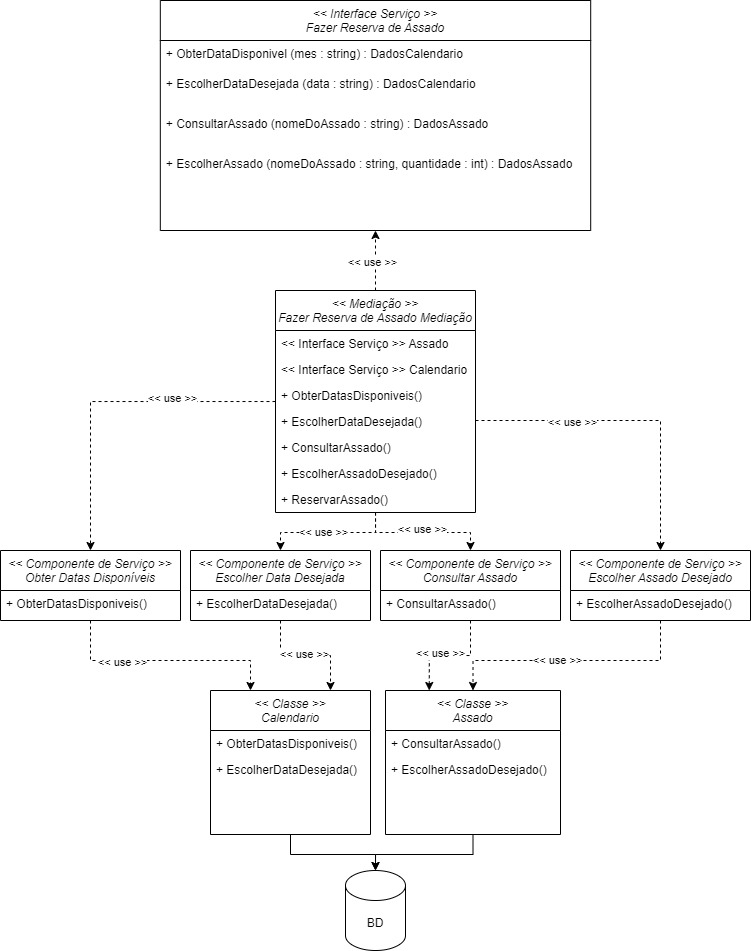 << Interface Serviço >>
Fazer Reserva de Assado
+ ObterDataDisponivel (mes : string) : DadosCalendario
+ EscolherDataDesejada (data : string) : DadosCalendario
+ ConsultarAssado (nomeDoAssado : string) : DadosAssado
+ EscolherAssado (nomeDoAssado : string, quantidade : int) : DadosAssado
<< use >>
<< Mediação >>
Fazer Reserva de Assado Mediação
<< Interface Serviço >> Assado
<< Interface Serviço >> Calendario
+ ObterDatasDisponiveis()
+ EscolherDataDesejada()
+ ConsultarAssado()
+ EscolherAssadoDesejado()
+ ReservarAssado()
<< use >>
<< use >>
<< use >>
<< use >>
<< Componente de Serviço >>
Obter Datas Disponíveis
+ ObterDatasDisponiveis()
<< Componente de Serviço >>
Escolher Data Desejada
+ EscolherDataDesejada()
<< Componente de Serviço >>
Consultar Assado
+ ConsultarAssado()
<< Componente de Serviço >>
Escolher Assado Desejado
+ EscolherAssadoDesejado()
<< use >>
<< use >>
<< use >>
<< use >>
<< Classe >>
Calendario
+ ObterDatasDisponiveis()
+ EscolherDataDesejada()
<< Classe >>
Assado
+ ConsultarAssado()
+ EscolherAssadoDesejado()
BD